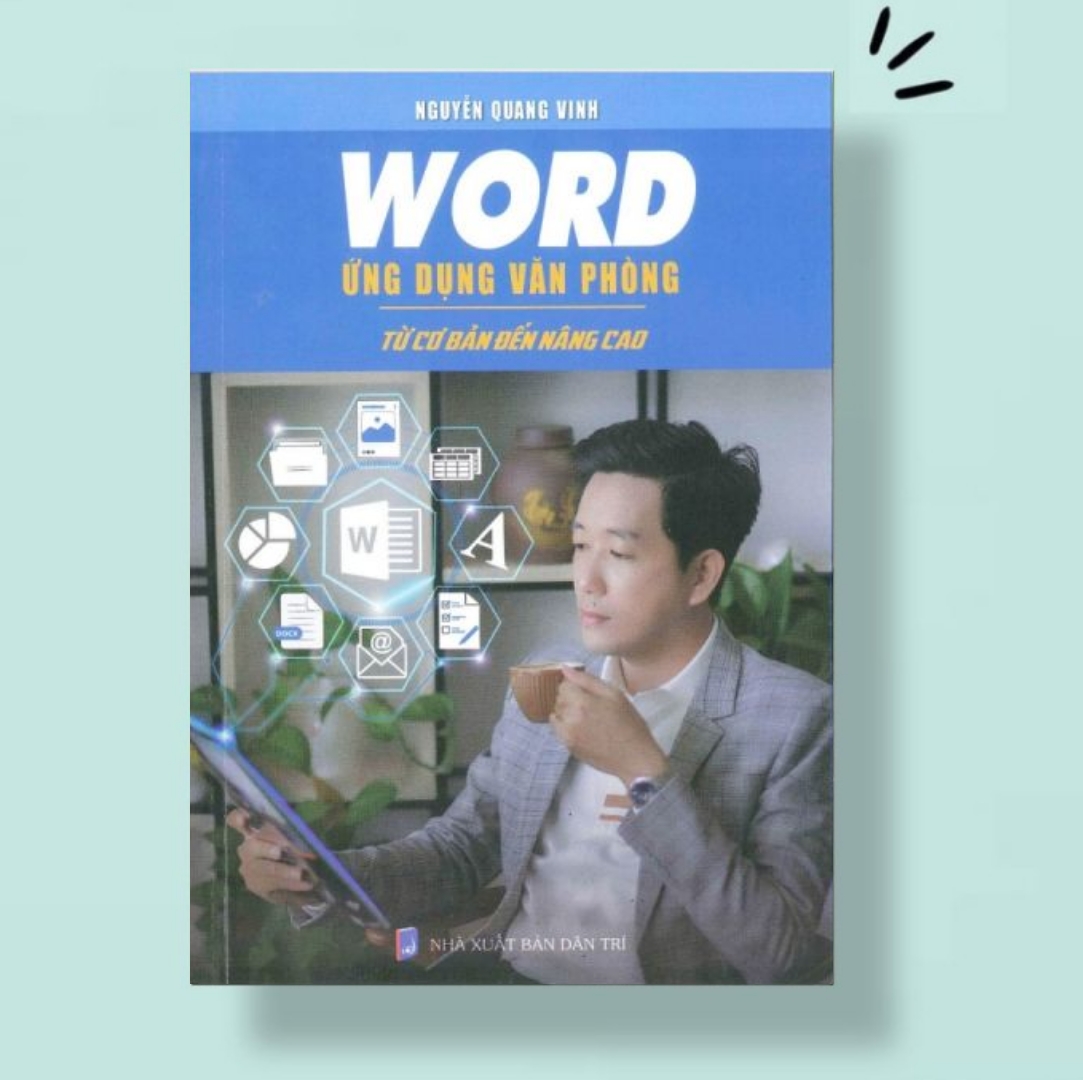 NGUYỄN QUANG VINH
WORD
ỨNG DỤNG VĂN PHÒNG
TỪ CƠ BẢN ĐẾN NÂNG CAO
W
A
DOCX
@
NHÀ XUẤT BẢN DÂN TRÍ